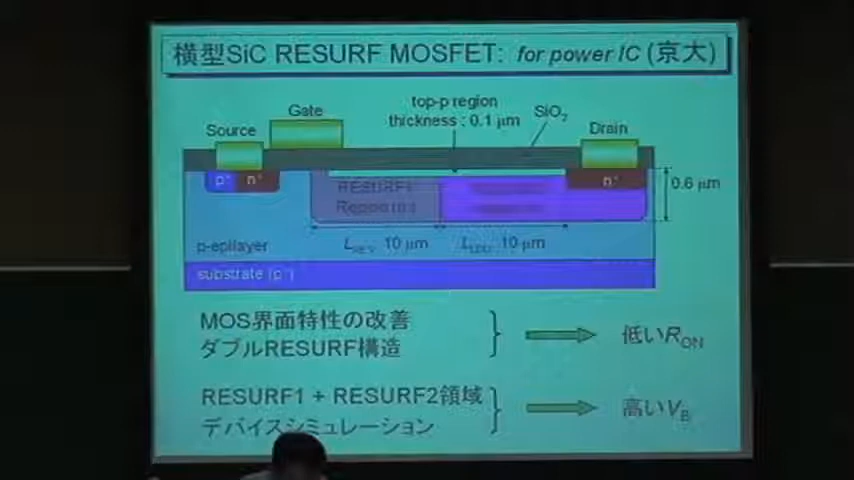 横型SiC RESURF MOSFET: for power IC (京大)
top-p region
thickness : 0.1 μm
Gate
SiO2
Source
Drain
p+ n+
n+
RESURF1
0.6 μm
10 μm
10 μm
p-epilayer
substrate (p+)
MOS界面特性の改善
ダブルRESURF構造
低いRON
RESURF1 + RESURF2領域
デバイスシミュレーション
高いVB